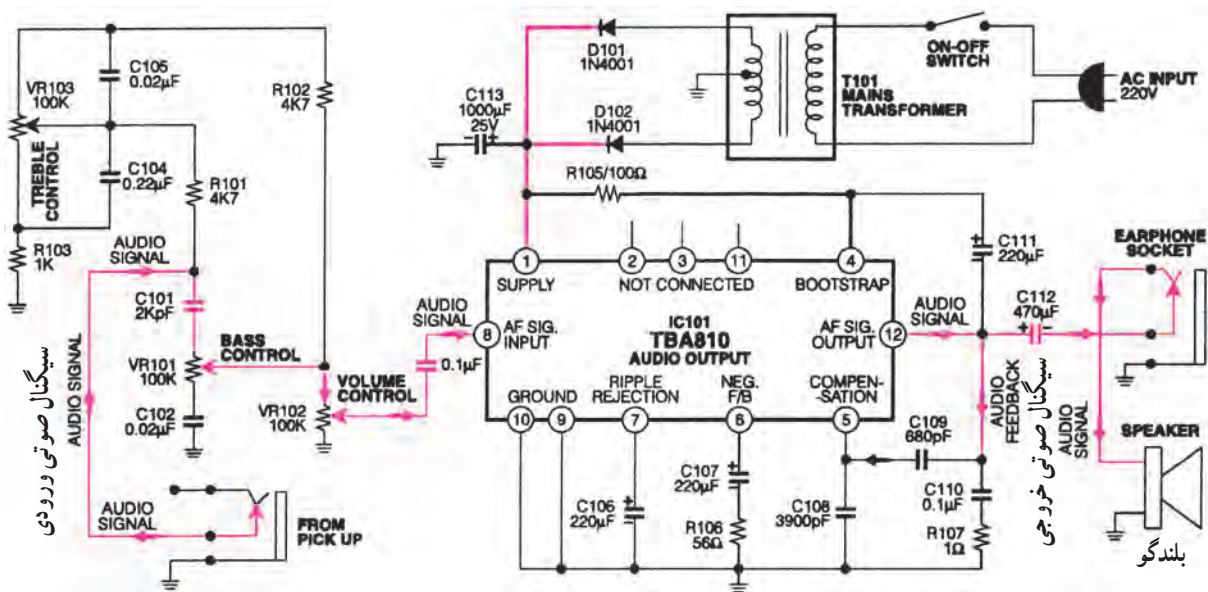 C105
0.02µF
VR103
100K
TREBLE
CONTROL
C104
0.22µF
R103
1K
R102
4K7
R101
4K7
AUDIO
SIGNAL
C101
2KpF
BASS
CONTROL
VR101
100K
C102
0.02µF
VOLUME
CONTROL
VR102
100K
AUDIO SIGNAL
سیگنال صوتی ورودی
AUDIO
SIGNAL
FROM
PICK UP
AUDIO
SIGNAL
0.1µF
D101
1N4001
C113
1000µF
25V
D102
1N4001
T101
MAINS
TRANSFORMER
ON-OFF
SWITCH
AC INPUT
220V
R105/100Ω
1
2
3
11
4
SUPPLY
NOT CONNECTED
BOOTSTRAP
8
AF SIG.
INPUT
IC101
TBA810
AUDIO OUTPUT
AF SIG.
OUTPUT
12
GROUND
RIPPLE
REJECTION
NEG.
F/B
COMPEN-
-SATION
10
9
7
6
5
C111
220µF
AUDIO
SIGNAL
C112
470µF
EARPHONE
SOCKET
C109
680pF
AUDIO
FEEDBACK
سیگنال صوتی خروجی
AUDIO
SIGNAL
SPEAKER
بلندگو
C106
220µF
C107
220µF
R106
56Ω
C108
3900pF
C110
0.1µF
R107
1Ω